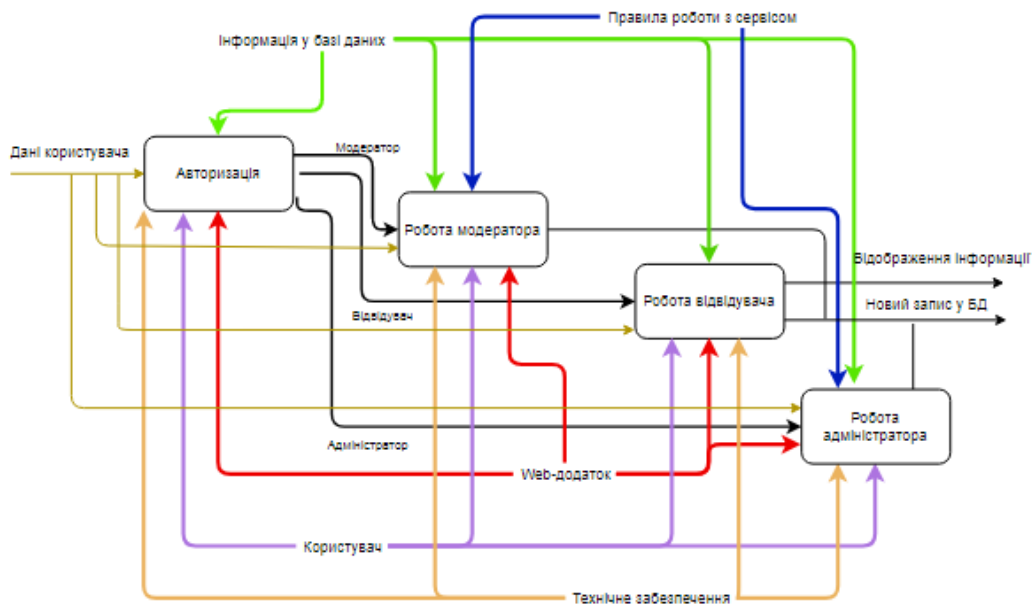 Правила роботи з сервісом
Інформація у базі даних
Дані користувача
Модератор
Авторизація
Робота модератора
Відображення інформації
Робота відвідувача
Новий запис у БД
Відвідувач
Робота
адміністратора
Адміністратор
Web-додаток
Користувач
Технічне забезпечення